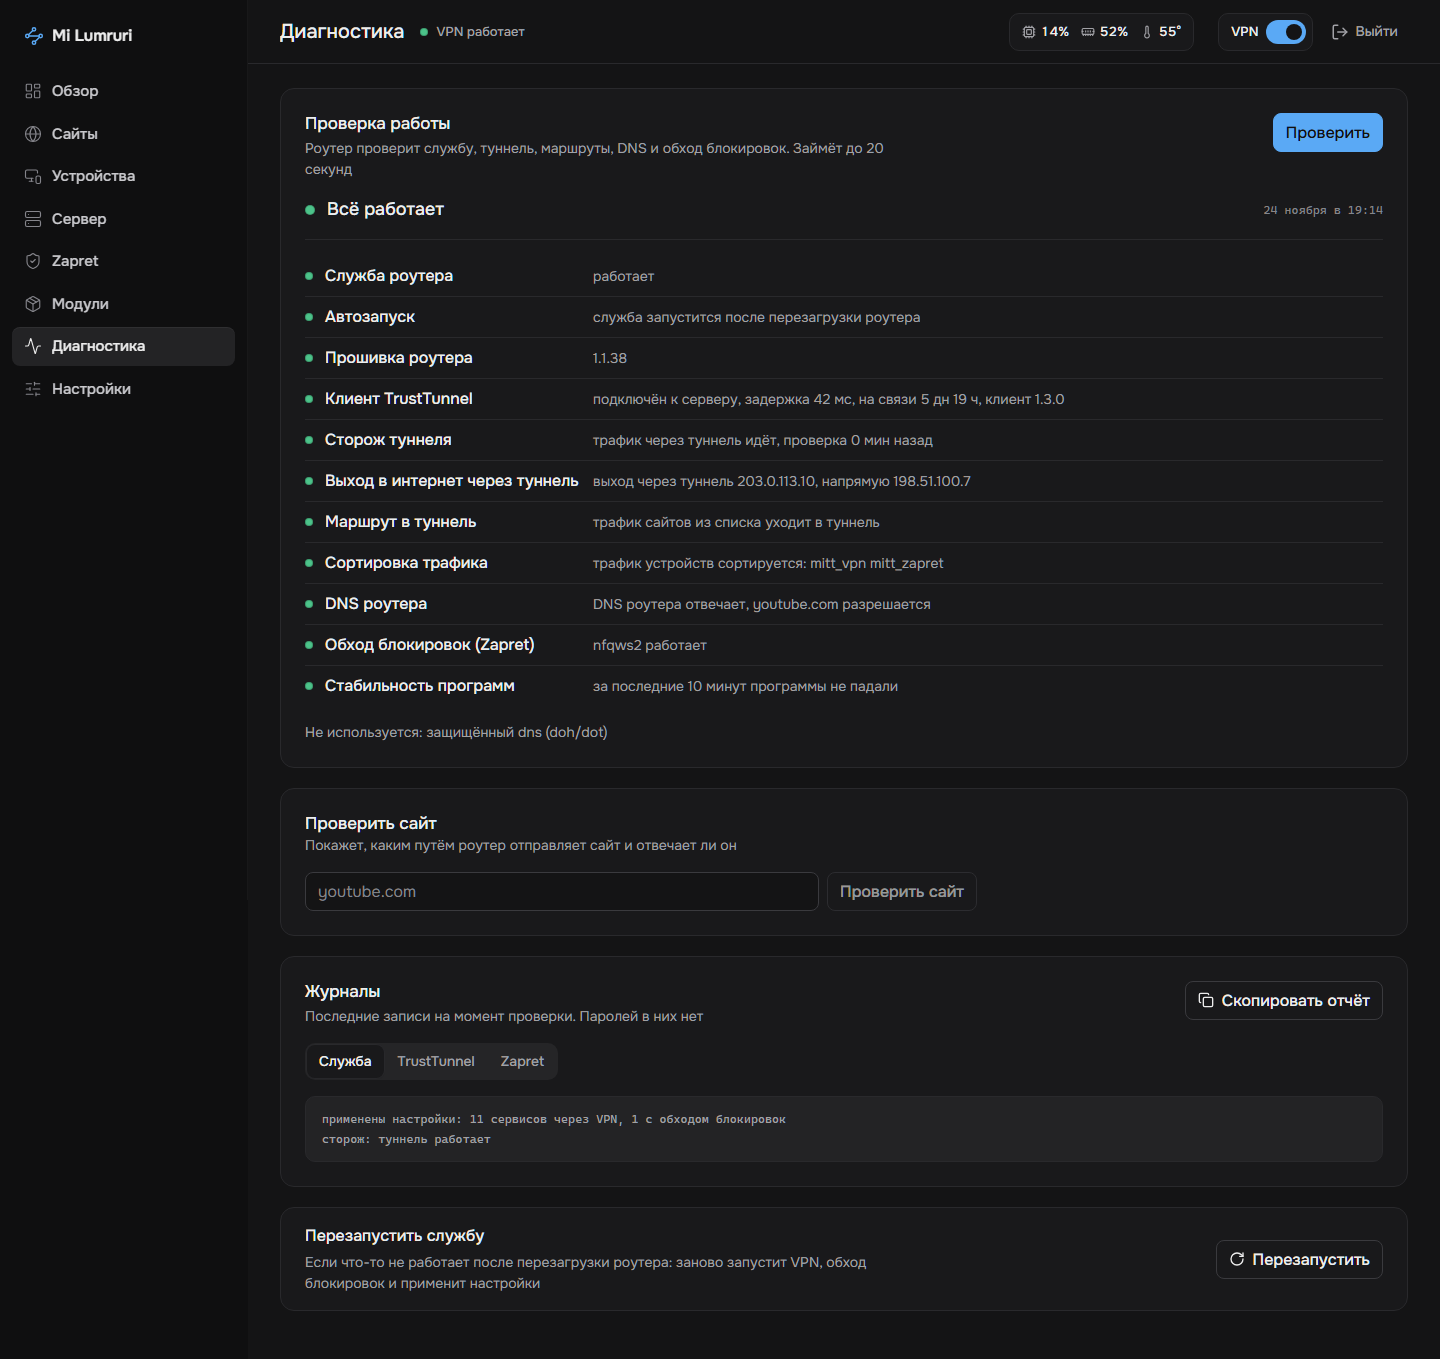 Mi Lumruri
Обзор
Сайты
Устройства
Сервер
Zapret
Модули
Диагностика
Настройки
Диагностика
VPN работает
14%
52%
55°
VPN
Выйти
Проверка работы
Роутер проверит службу, туннель, маршруты, DNS и обход блокировок. Займёт до 20
секунд
Проверить
Всё работает
24 ноября в 19:14
Служба роутера
работает
Автозапуск
служба запустится после перезагрузки роутера
Прошивка роутера
1.1.38
Клиент TrustTunnel
подключён к серверу, задержка 42 мс, на связи 5 дн 19 ч, клиент 1.3.0
Сторож туннеля
трафик через туннель идёт, проверка 0 мин назад
Выход в интернет через туннель
выход через туннель 203.0.113.10, напрямую 198.51.100.7
Маршрут в туннель
трафик сайтов из списка уходит в туннель
Сортировка трафика
трафик устройств сортируется: mitt_vpn mitt_zapret
DNS роутера
DNS роутера отвечает, youtube.com разрешается
Обход блокировок (Zapret)
nfqws2 работает
Стабильность программ
за последние 10 минут программы не падали
Не используется: защищённый dns (doh/dot)
Проверить сайт
Покажет, каким путём роутер отправляет сайт и отвечает ли он
youtube.com
Проверить сайт
Журналы
Последние записи на момент проверки. Паролей в них нет
Скопировать отчёт
Служба
TrustTunnel
Zapret
применены настройки: 11 сервисов через VPN, 1 с обходом блокировок
сторож: туннель работает
Перезапустить службу
Если что-то не работает после перезагрузки роутера: заново запустит VPN, обход
блокировок и применит настройки
Перезапустить